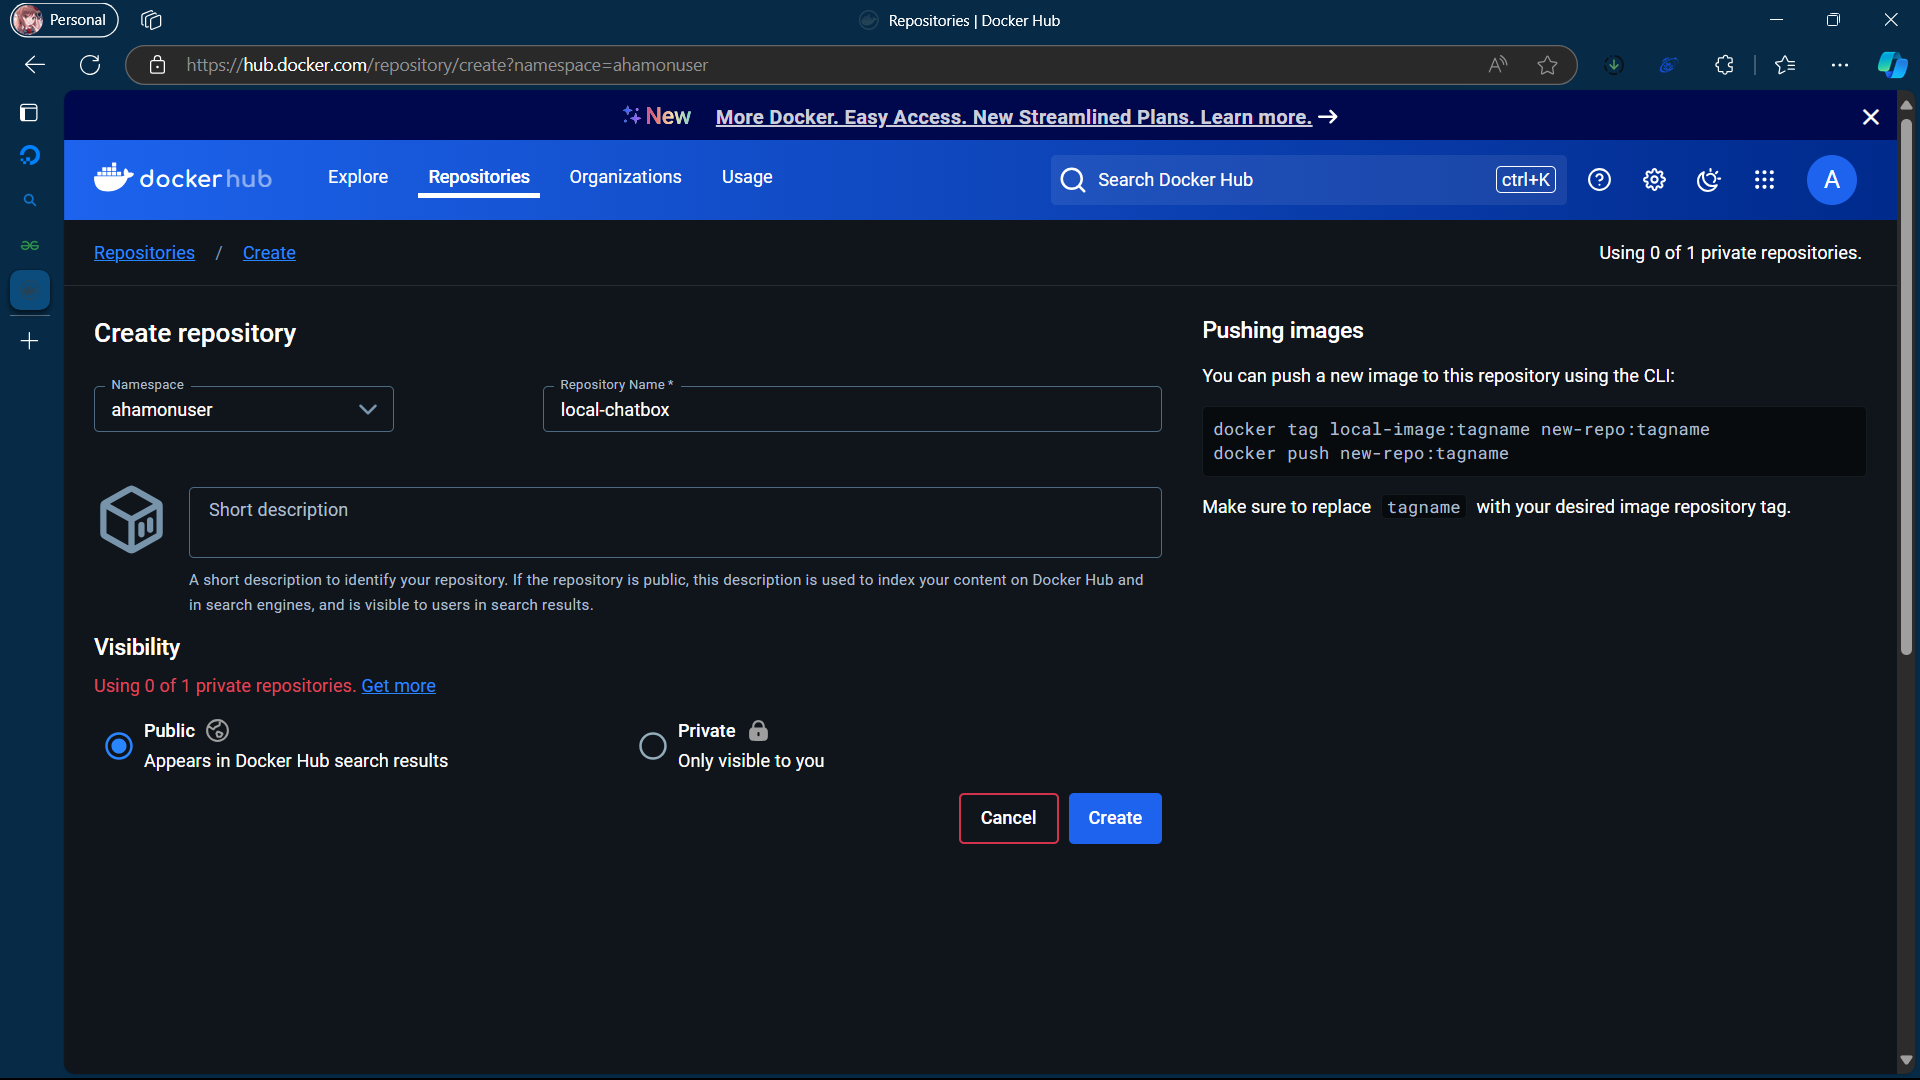 Personal
Repositories | Docker Hub
https://hub.docker.com/repository/create?namespace=ahamonuser
New More Docker. Easy Access. New Streamlined Plans. Learn more. →
dockerhub Explore Repositories Organizations Usage Search Docker Hub ctrl+K A
Repositories / Create Using 0 of 1 private repositories.
Create repository
Namespace
ahamonuser
Repository Name *
local-chatbox
Short description
A short description to identify your repository. If the repository is public, this description is used to index your content on Docker Hub and
in search engines, and is visible to users in search results.
Visibility
Using 0 of 1 private repositories. Get more
Public
Appears in Docker Hub search results
Private
Only visible to you
Cancel Create
Pushing images
You can push a new image to this repository using the CLI:
docker tag local-image:tagname new-repo:tagname
docker push new-repo:tagname
Make sure to replace tagname with your desired image repository tag.